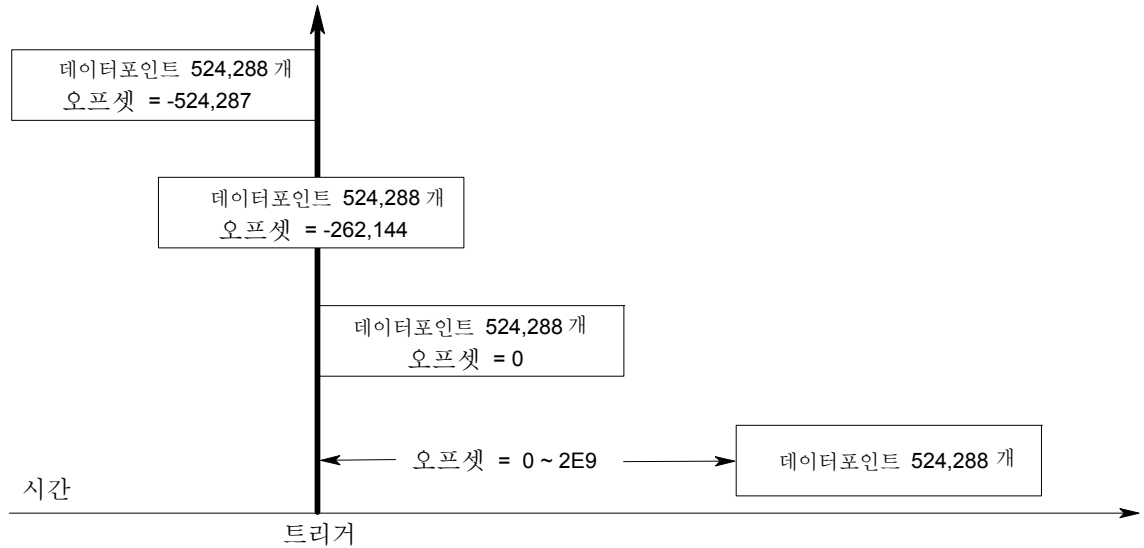 데이터포인트 524,288 개
오프셋 = -524,287
데이터포인트 524,288 개
오프셋 = -262,144
데이터포인트 524,288 개
오프셋 = 0
오프셋 = 0 ~ 2E9
데이터포인트 524,288 개
시간
트리거